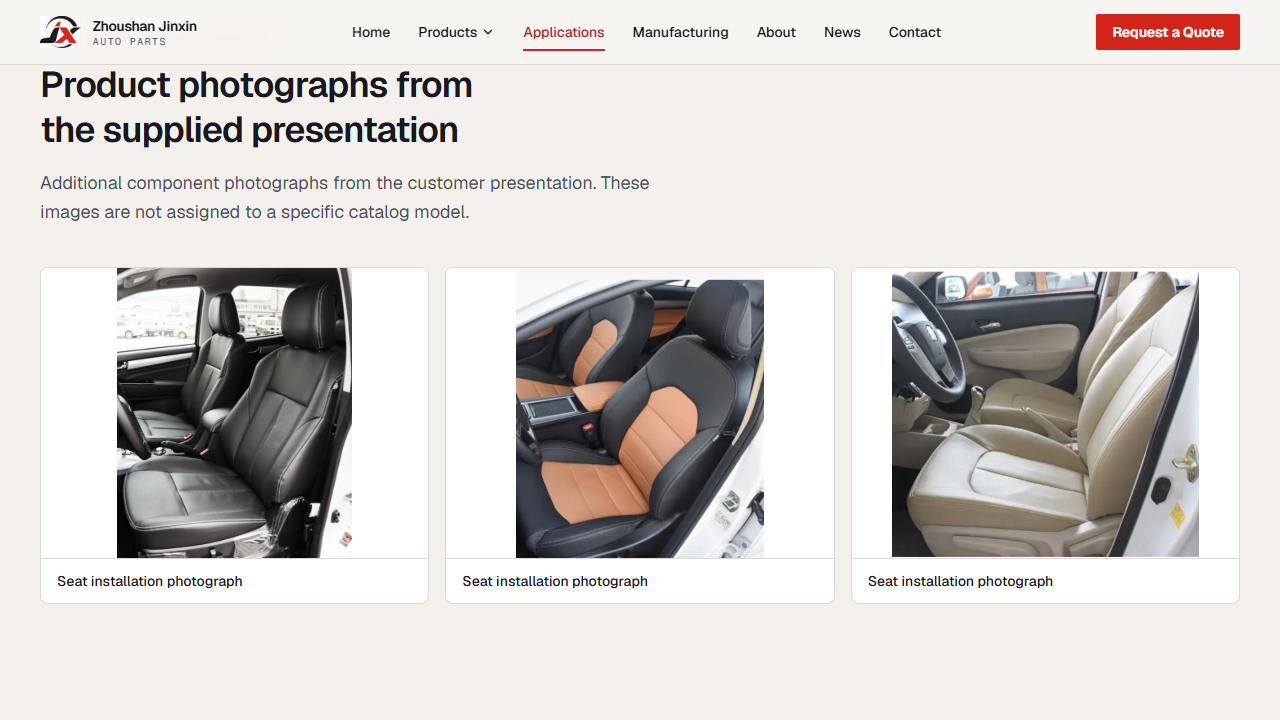 Zhoushan Jinxin
AUTO PARTS
Home
Products
Applications
Manufacturing
About
News
Contact
Request a Quote
Product photographs from
the supplied presentation
Additional component photographs from the customer presentation. These
images are not assigned to a specific catalog model.
Seat installation photograph
Seat installation photograph
Seat installation photograph